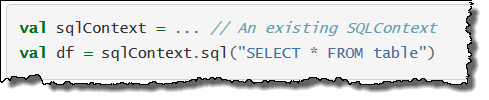 val sqlContext = ... // An existing SQLContext
val df = sqlContext.sql("SELECT * FROM table")